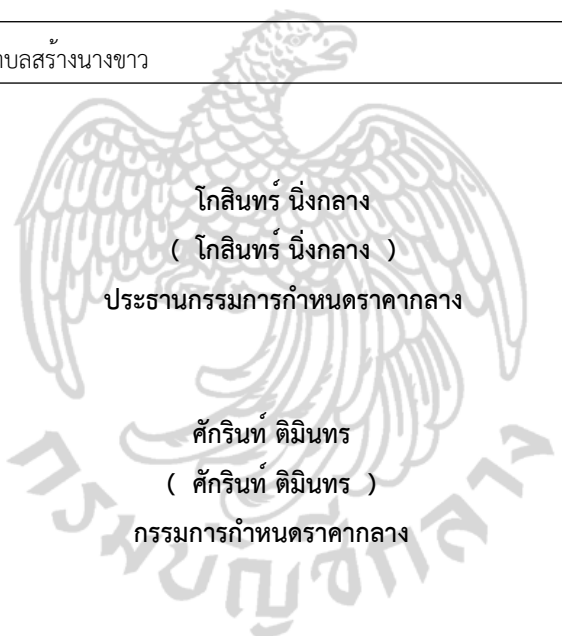 บลสร้างนางขาว
โกสินทร์ นิ่งกลาง
( โกสินทร์ นิ่งกลาง )
ประธานกรรมการกำหนดราคากลาง
ศักรินท์ ติมินทร
( ศักรินท์ ติมินทร )
กรรมการกำหนดราคากลาง
กรมบัญชีกลาง